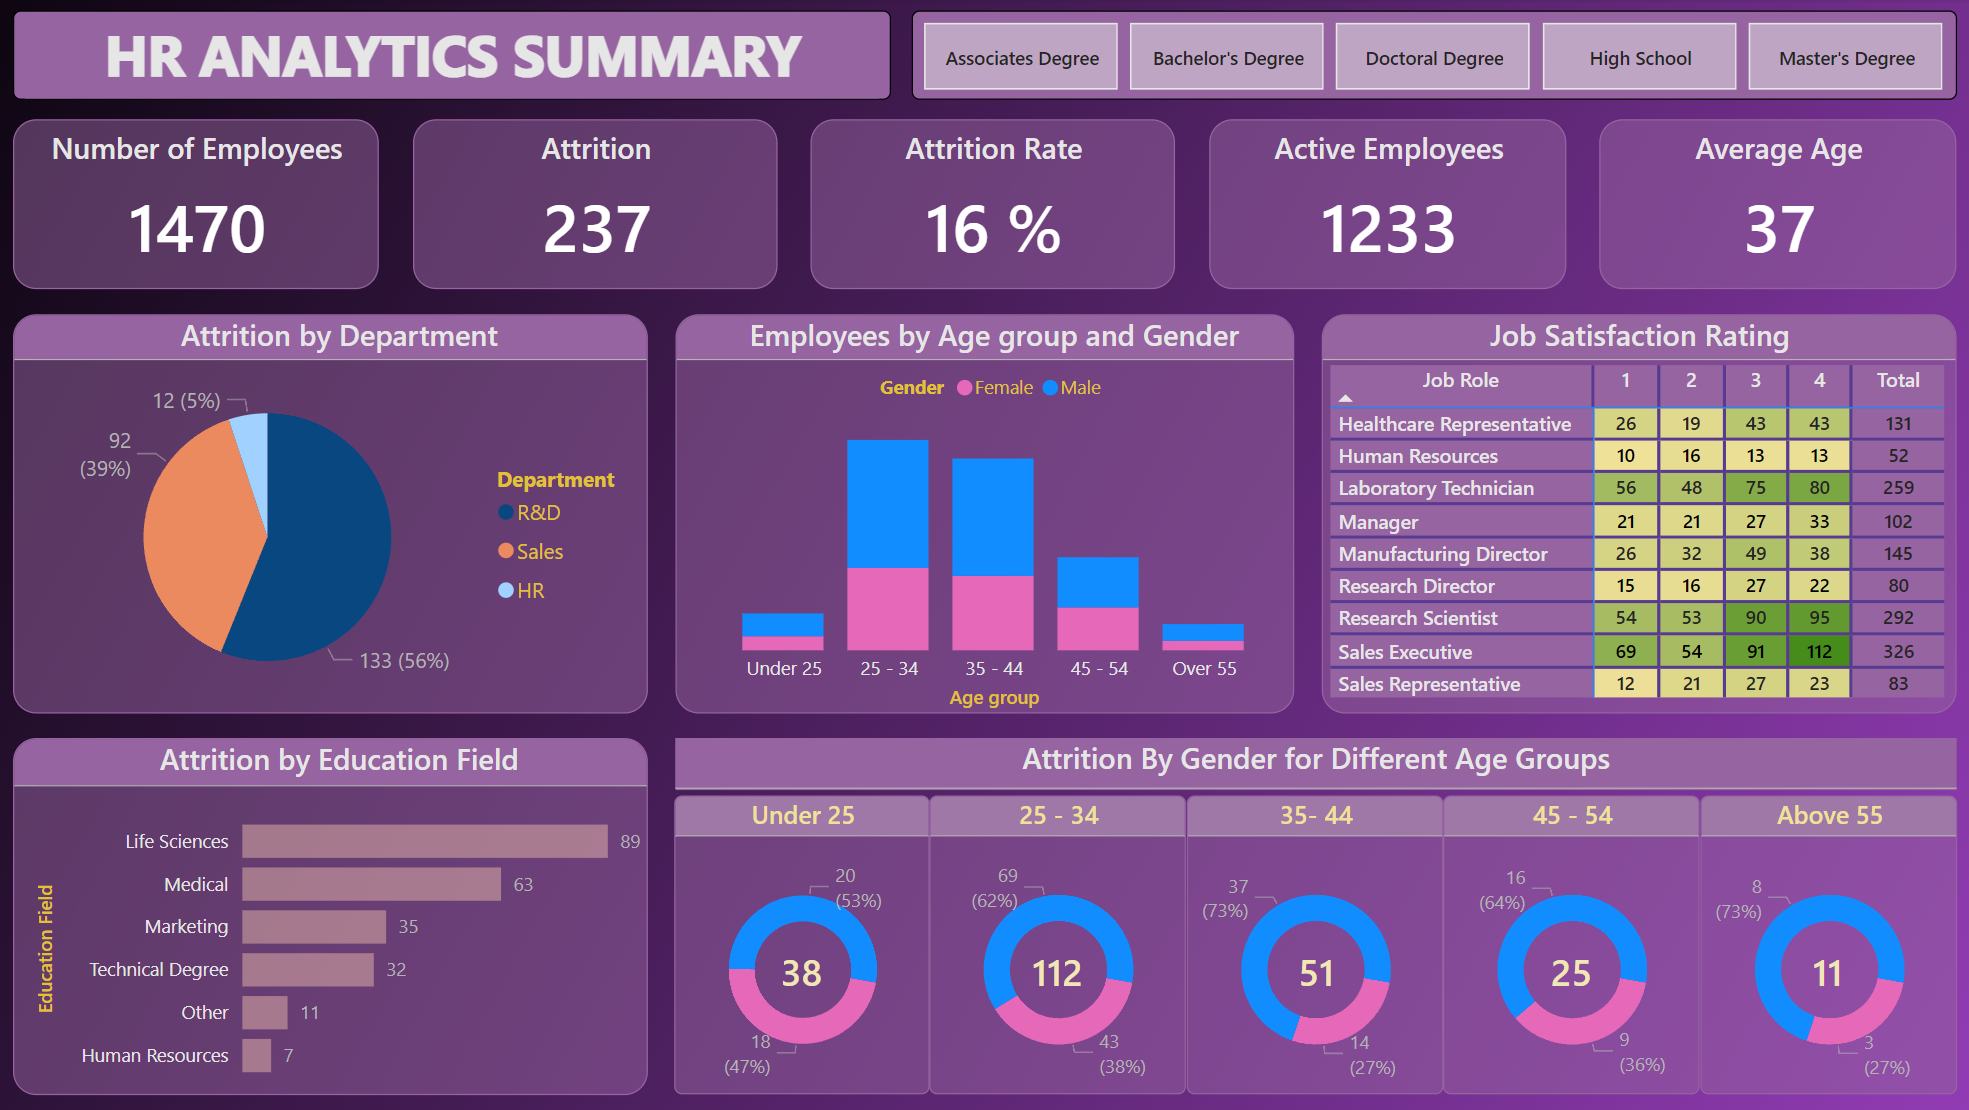 HR ANALYTICS SUMMARY
Associates Degree
Bachelor's Degree
Doctoral Degree
High School
Master's Degree
Number of Employees
1470
Attrition
237
Attrition Rate
16 %
Active Employees
1233
Average Age
37
Attrition by Department
12 (5%)
92
(39%)
133 (56%)
Department
R&D
Sales
HR
Employees by Age group and Gender
Gender Female Male
Under 25 25 - 34 35 - 44 45 - 54 Over 55
Age group
Job Satisfaction Rating
Job Role 1 2 3 4 Total
Healthcare Representative 26 19 43 43 131
Human Resources 10 16 13 13 52
Laboratory Technician 56 48 75 80 259
Manager 21 21 27 33 102
Manufacturing Director 26 32 49 38 145
Research Director 15 16 27 22 80
Research Scientist 54 53 90 95 292
Sales Executive 69 54 91 112 326
Sales Representative 12 21 27 23 83
Attrition by Education Field
Education Field
Life Sciences 89
Medical 63
Marketing 35
Technical Degree 32
Other 11
Human Resources 7
Attrition By Gender for Different Age Groups
Under 25
20
(53%)
38
18
(47%)
25 - 34
69
(62%)
112
43
(38%)
35- 44
37
(73%)
51
14
(27%)
45 - 54
16
(64%)
25
9
(36%)
Above 55
8
(73%)
11
3
(27%)